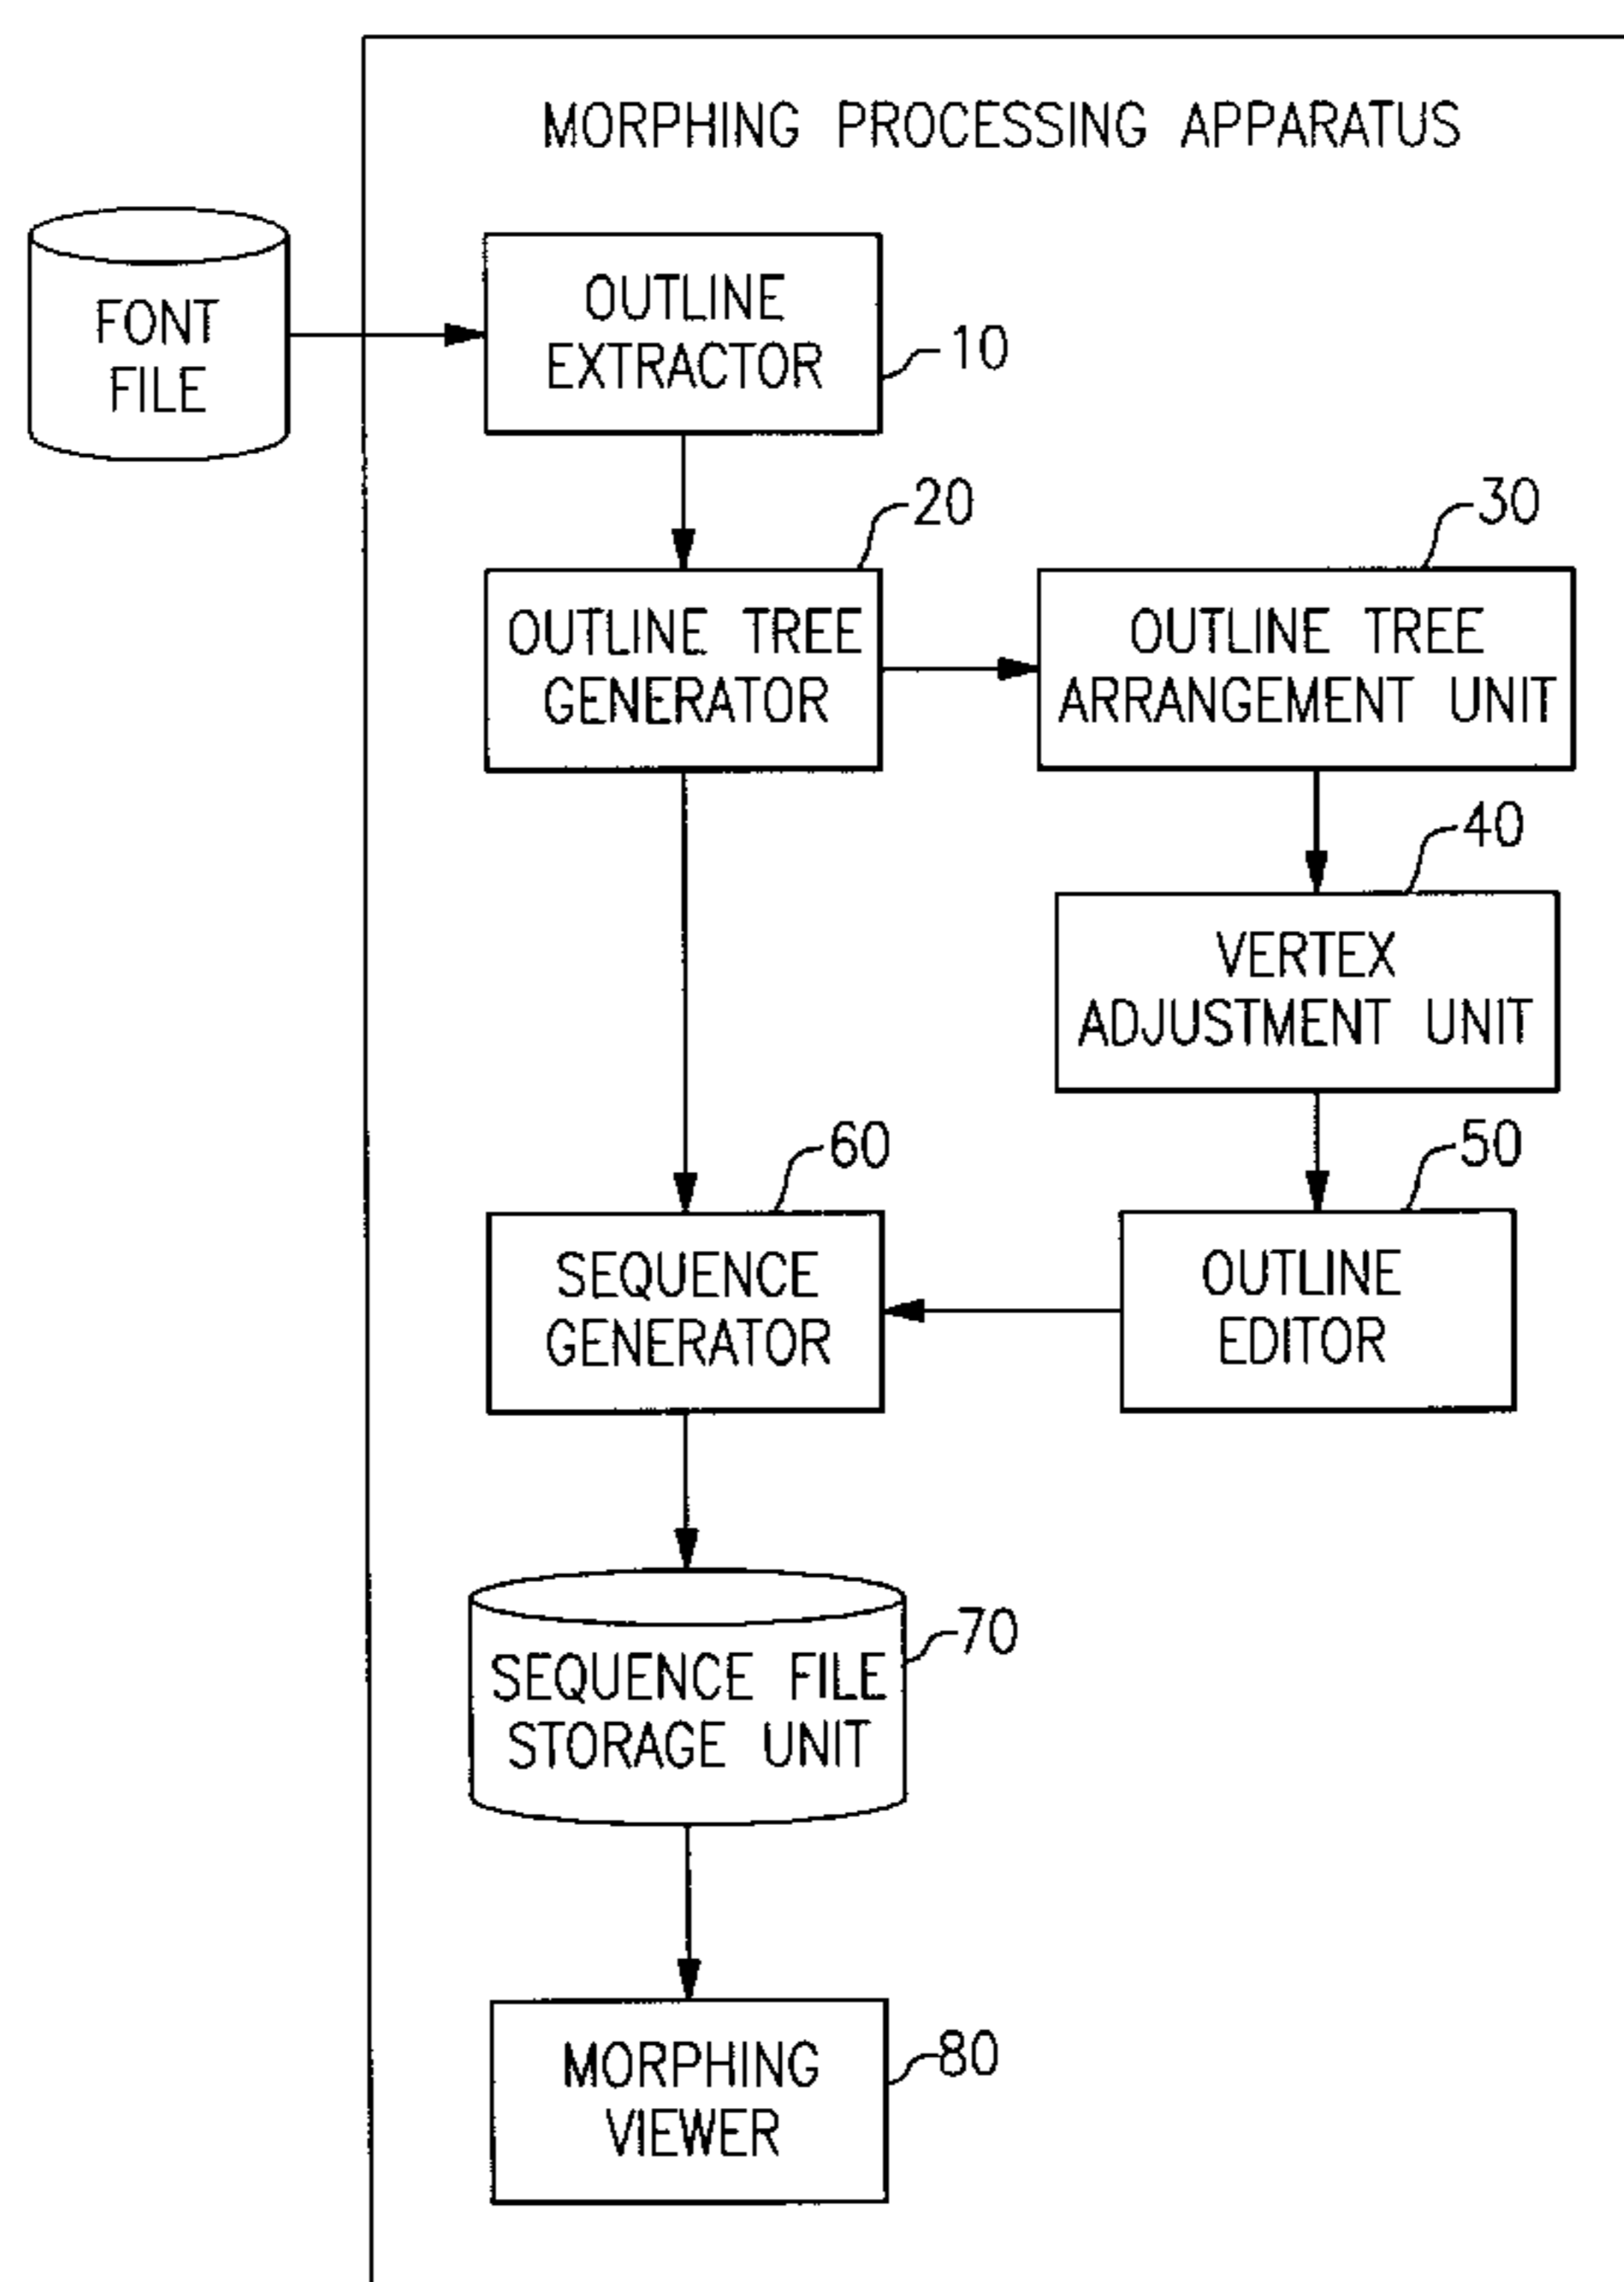 MORPHING PROCESSING APPARATUS
FONT
FILE
OUTLINE
EXTRACTOR
10
20
OUTLINE TREE
GENERATOR
30
OUTLINE TREE
ARRANGEMENT UNIT
40
VERTEX
ADJUSTMENT UNIT
60
SEQUENCE
GENERATOR
50
OUTLINE
EDITOR
70
SEQUENCE FILE
STORAGE UNIT
80
MORPHING
VIEWER